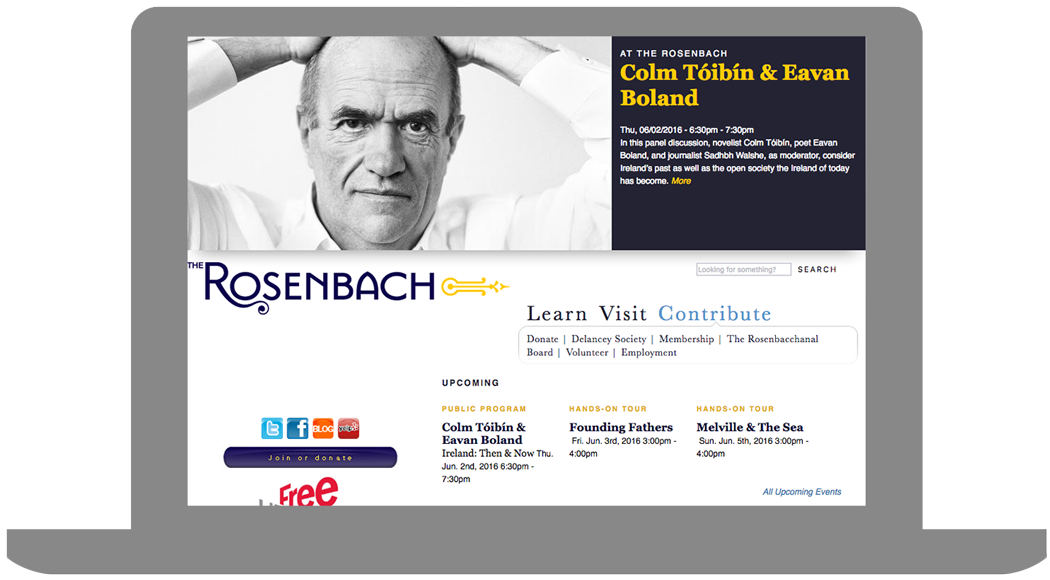 AT THE ROSENBACH
Colm Tóibín & Eavan
Boland
Thu, 06/02/2016 - 6:30pm - 7:30pm
In this panel discussion, novelist Colm Tóibín, poet Eavan
Boland, and journalist Sadhbh Walshe, as moderator, consider
Ireland's past as well as the open society the Ireland of today
has become. More
THE ROSENBACH
Looking for something? SEARCH
Learn Visit Contribute
Donate | Delancey Society | Membership | The Rosenbacchanal
Board | Volunteer | Employment
UPCOMING
PUBLIC PROGRAM
Colm Tóibín &
Eavan Boland
Ireland: Then & Now Thu.
Jun. 2nd, 2016 6:30pm -
7:30pm
HANDS-ON TOUR
Founding Fathers
Fri. Jun. 3rd, 2016 3:00pm -
4:00pm
HANDS-ON TOUR
Melville & The Sea
Sun. Jun. 5th, 2016 3:00pm -
4:00pm
All Upcoming Events
BLOG
yelp
Join or donate
Free